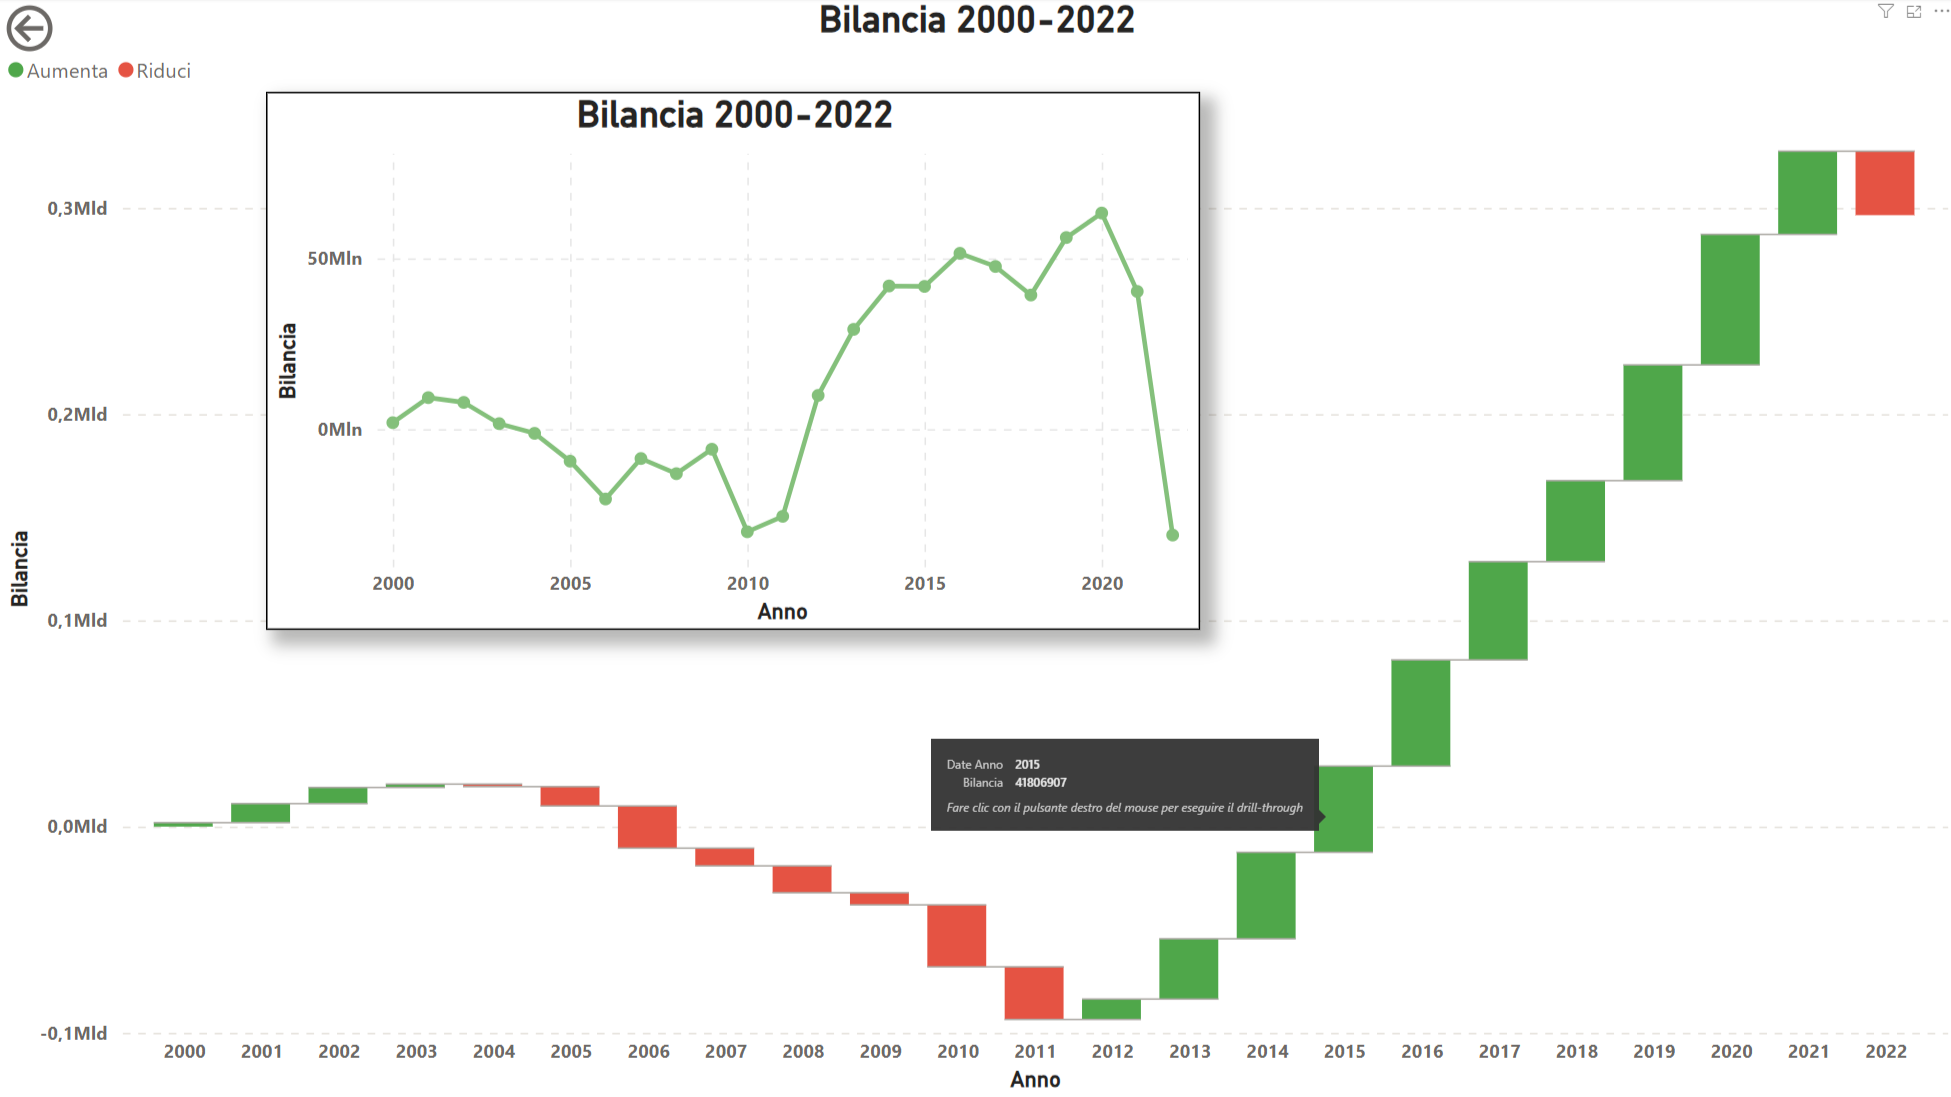 Bilancia 2000-2022
Aumenta Riduci
Bilancia 2000-2022
50Mln
0Mln
Bilancia
2000 2005 2010 2015 2020
Anno
0,3Mld
0,2Mld
0,1Mld
0,0Mld
-0,1Mld
Bilancia
Date Anno 2015
Bilancia 41806907
Fare clic con il pulsante destro del mouse per eseguire il drill-through
2000 2001 2002 2003 2004 2005 2006 2007 2008 2009 2010 2011 2012 2013 2014 2015 2016 2017 2018 2019 2020 2021 2022
Anno